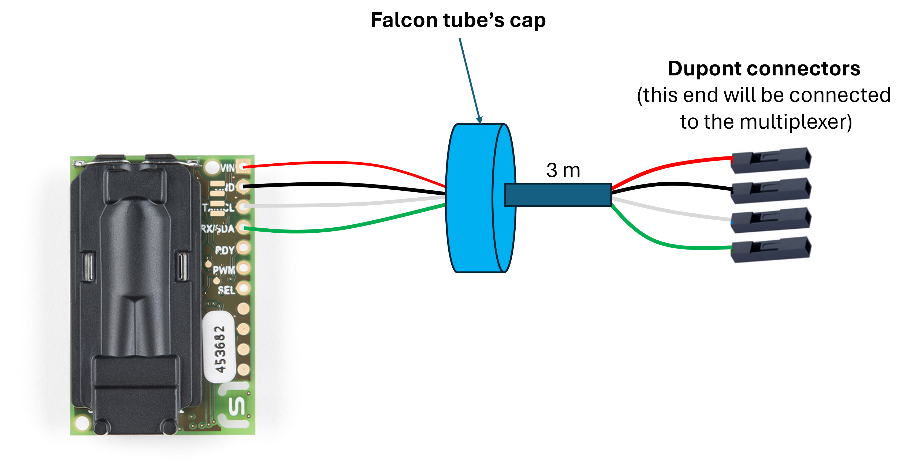 Falcon tube's cap
Dupont connectors
(this end will be connected
to the multiplexer)
3 m
VIN
RX/SDA
RDY
PWM
SEL
453682
S